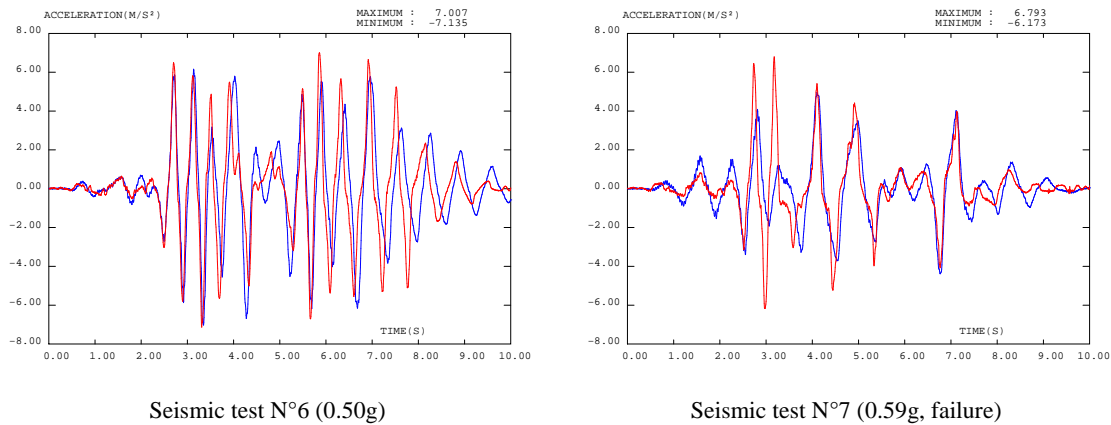 ACCELERATION(M/S²)
MAXIMUM : 7.007
MINIMUM : -7.135
8.00
6.00
4.00
2.00
0.00
-2.00
-4.00
-6.00
-8.00
TIME(S)
0.00 1.00 2.00 3.00 4.00 5.00 6.00 7.00 8.00 9.00 10.00
Seismic test N°6 (0.50g)
ACCELERATION(M/S²)
MAXIMUM : 6.793
MINIMUM : -6.173
8.00
6.00
4.00
2.00
0.00
-2.00
-4.00
-6.00
-8.00
TIME(S)
0.00 1.00 2.00 3.00 4.00 5.00 6.00 7.00 8.00 9.00 10.00
Seismic test N°7 (0.59g, failure)